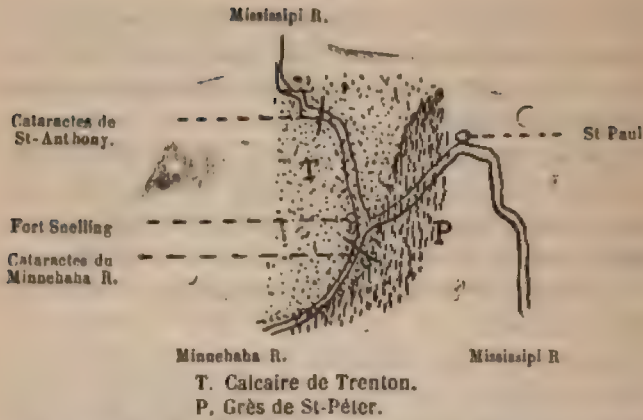 Mississipi R.
Cataractes de
St-Anthony.
St Paul
T
Fort Snelling
P
Cataractes du
Minnehaha R.
Minnehaha R.
Mississipi R
T. Calcaire de Trenton.
P. Grès de St-Péter.